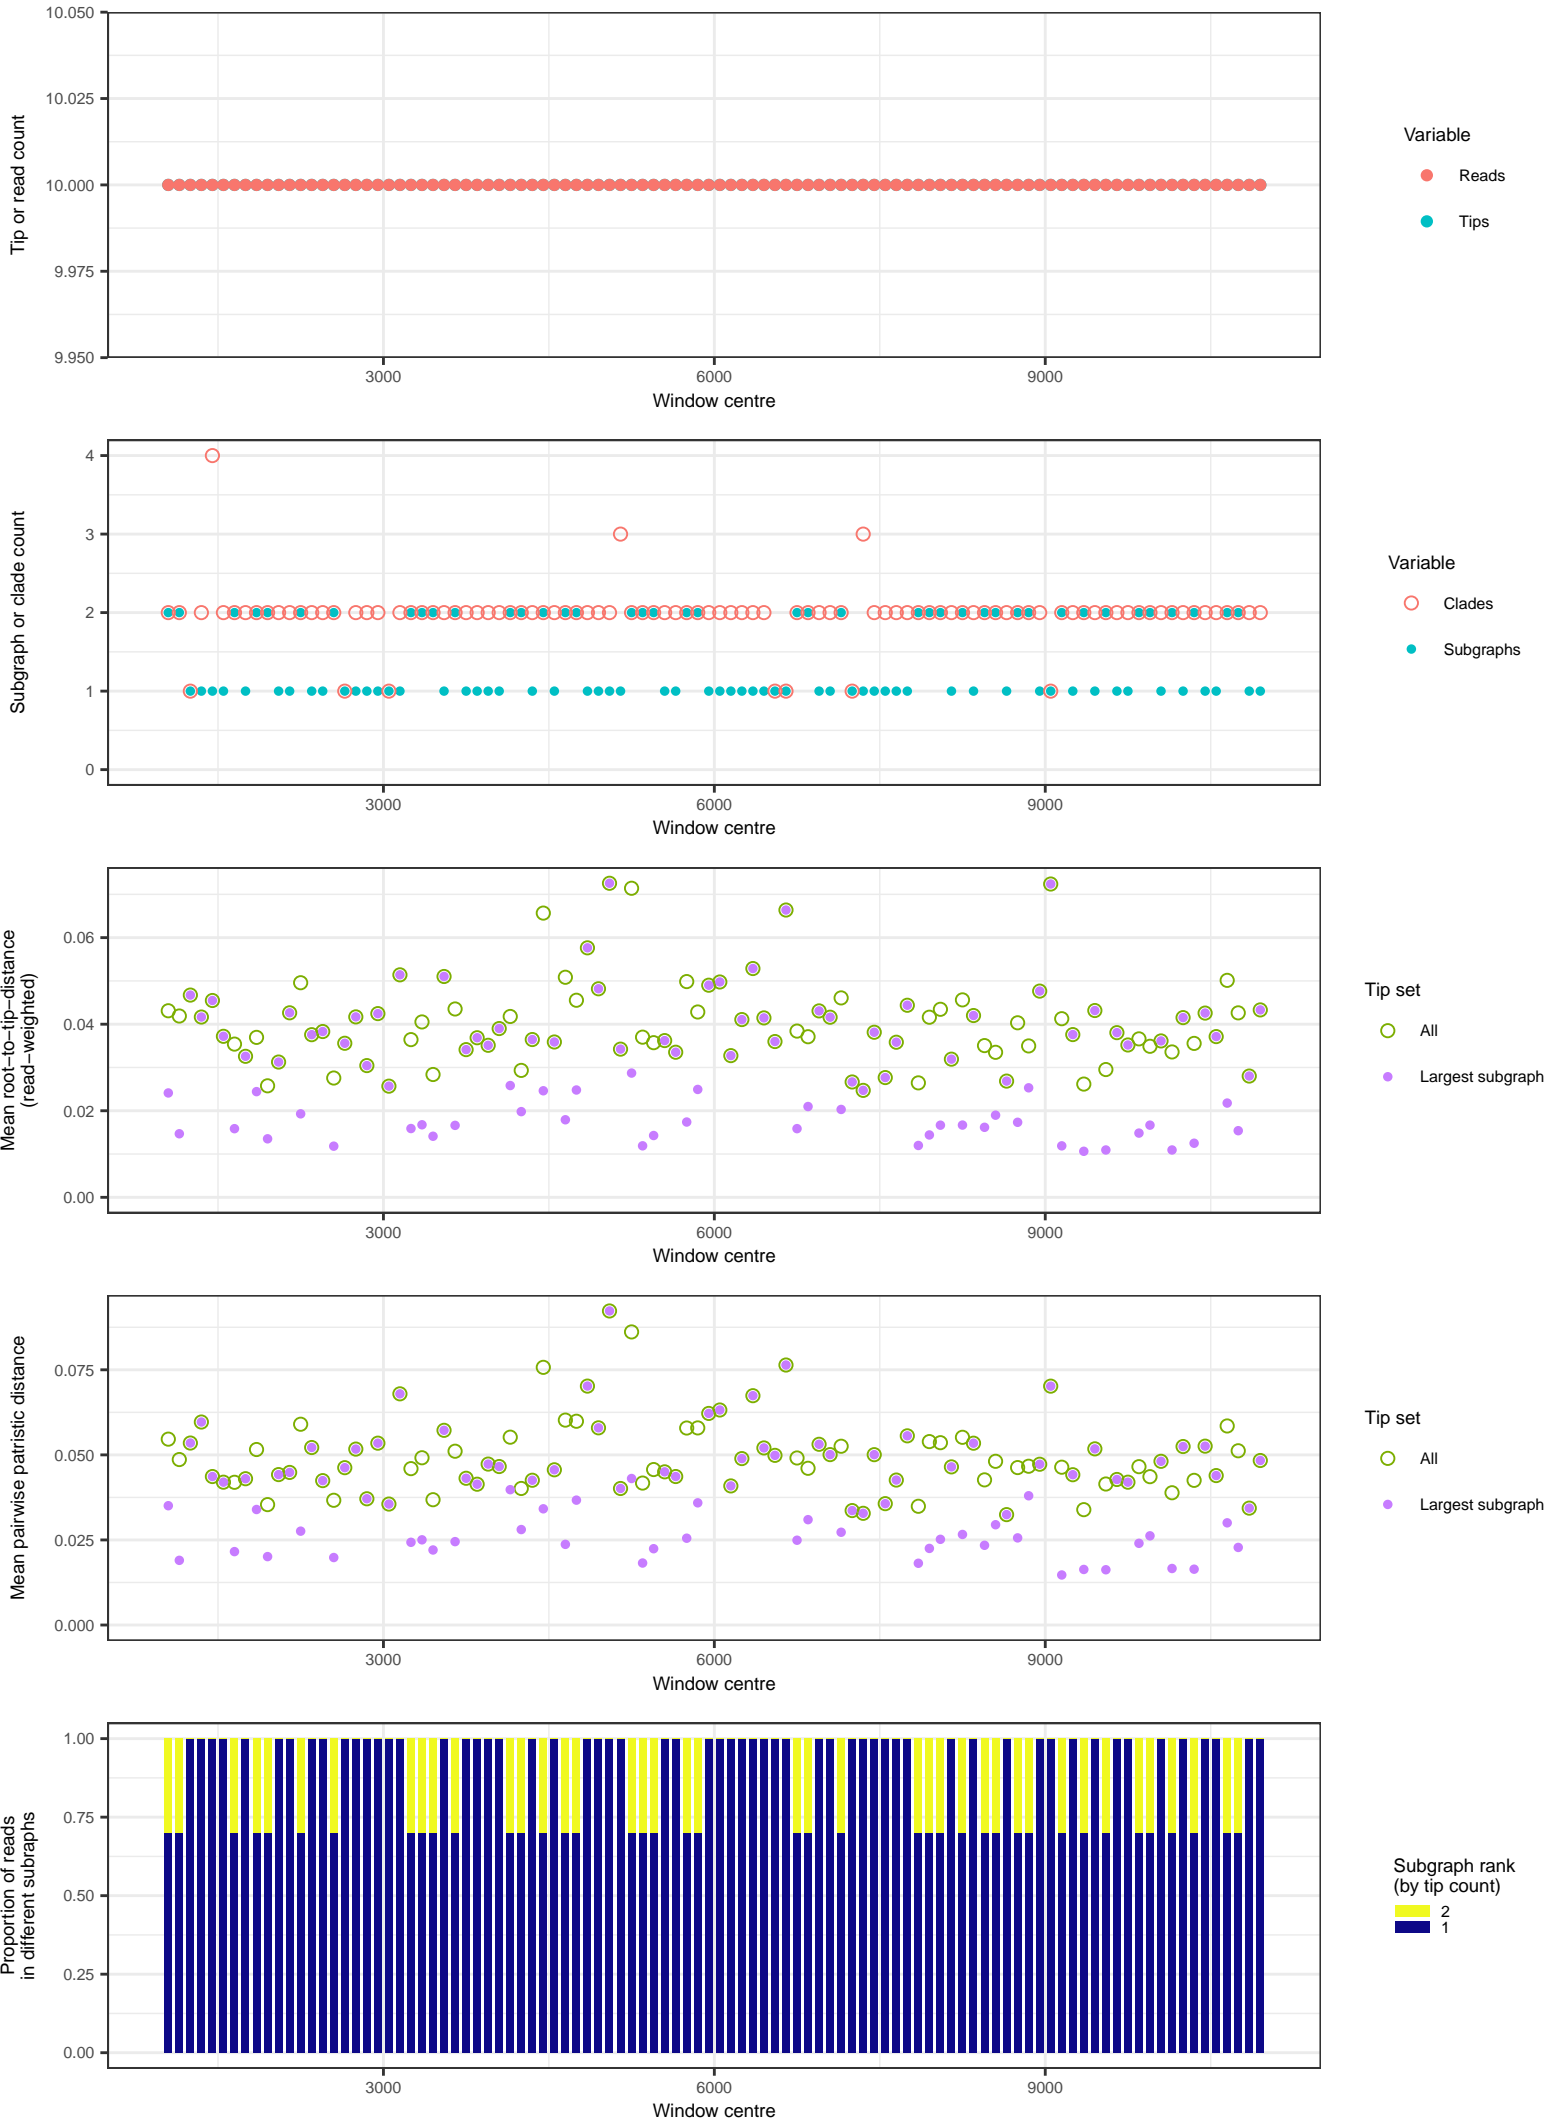 10.050
10.025
10.000
9.975
9.950
Tip or read count
3000
6000
9000
Window centre
Variable
Reads
Tips
4
3
2
1
0
Subgraph or clade count
3000
6000
9000
Window centre
Variable
Clades
Subgraphs
0.06
0.04
0.02
0.00
Mean root−to−tip−distance
(read−weighted)
3000
6000
9000
Window centre
Tip set
All
Largest subgraph
0.075
0.050
0.025
0.000
Mean pairwise patristic distance
3000
6000
9000
Window centre
Tip set
All
Largest subgraph
1.00
0.75
0.50
0.25
0.00
Proportion of reads
in different subraphs
3000
6000
9000
Window centre
Subgraph rank
(by tip count)
2
1